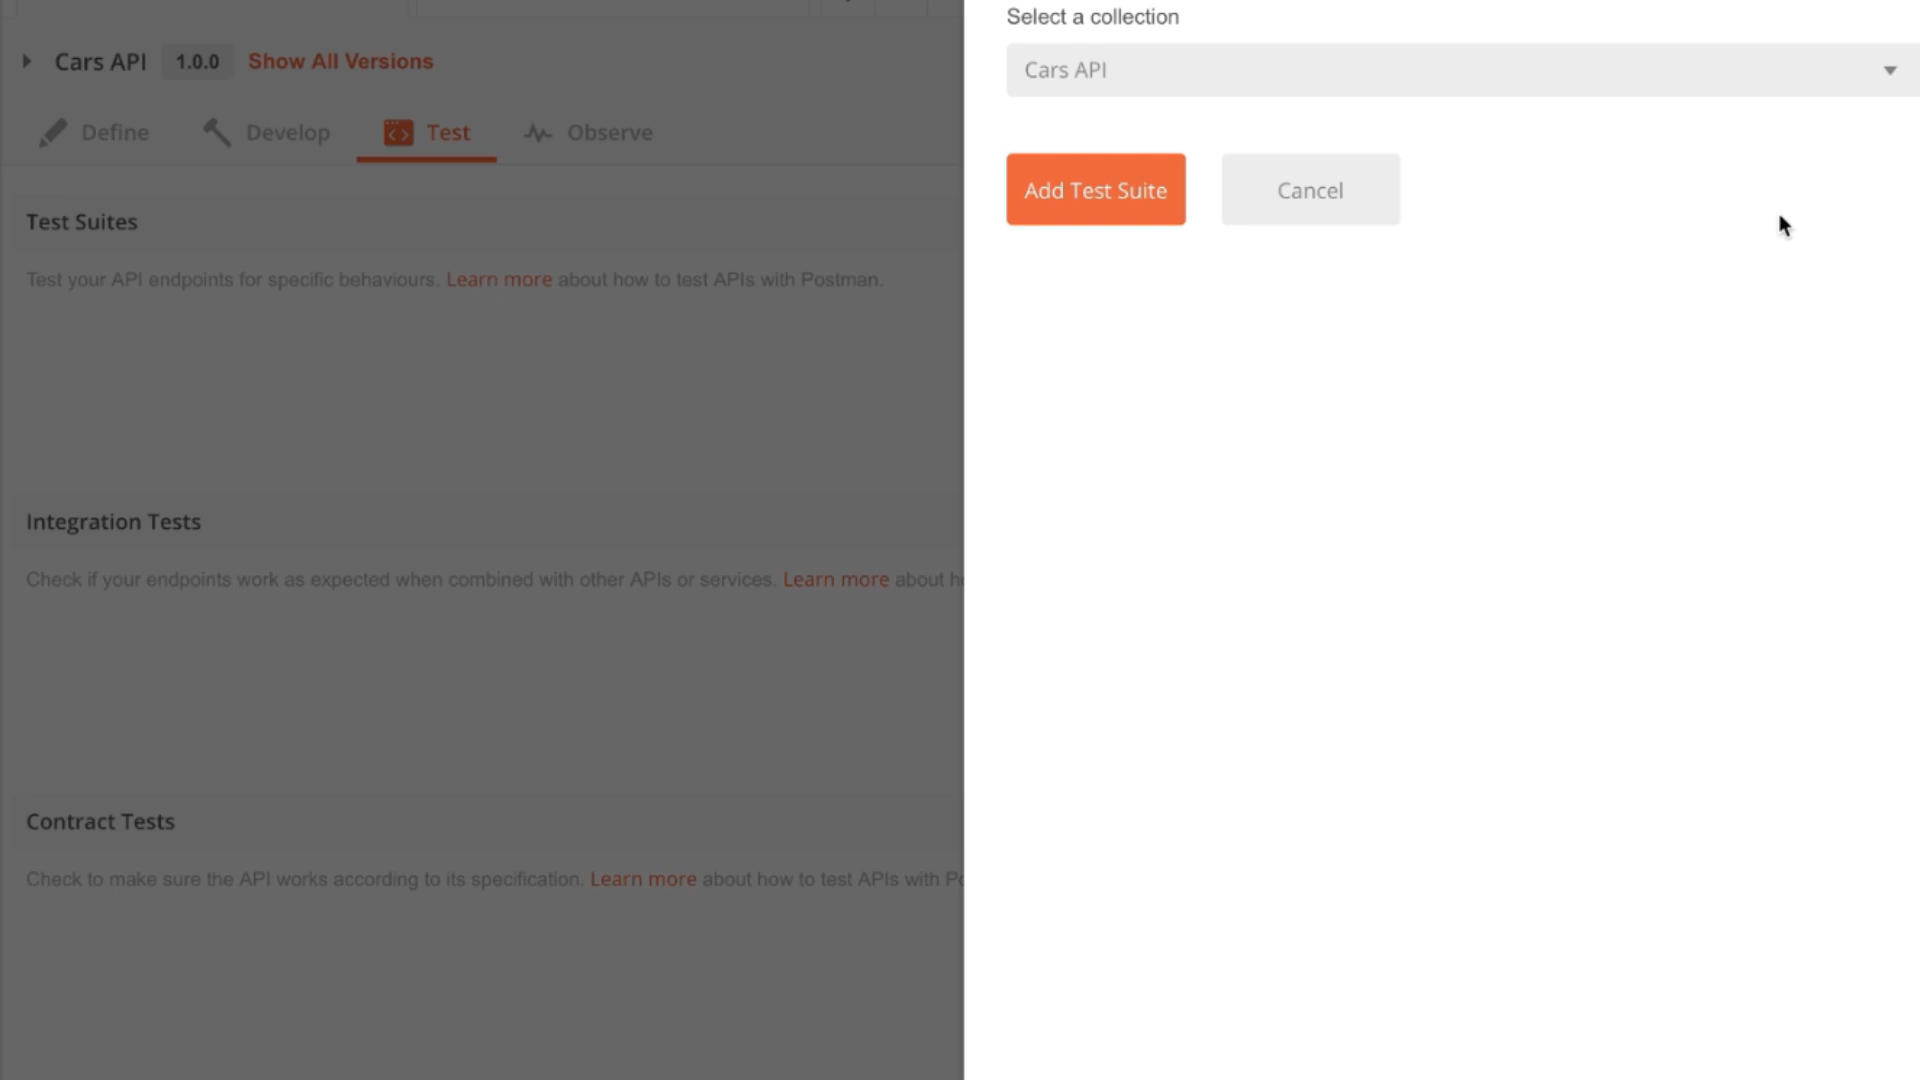 Cars API 1.0.0 Show All Versions
Define Develop Test Observe
Test Suites
Test your API endpoints for specific behaviours. Learn more about how to test APIs with Postman.
Integration Tests
Check if your endpoints work as expected when combined with other APIs or services. Learn more about
Contract Tests
Check to make sure the API works according to its specification. Learn more about how to test APIs with
Select a collection
Cars API
Add Test Suite Cancel